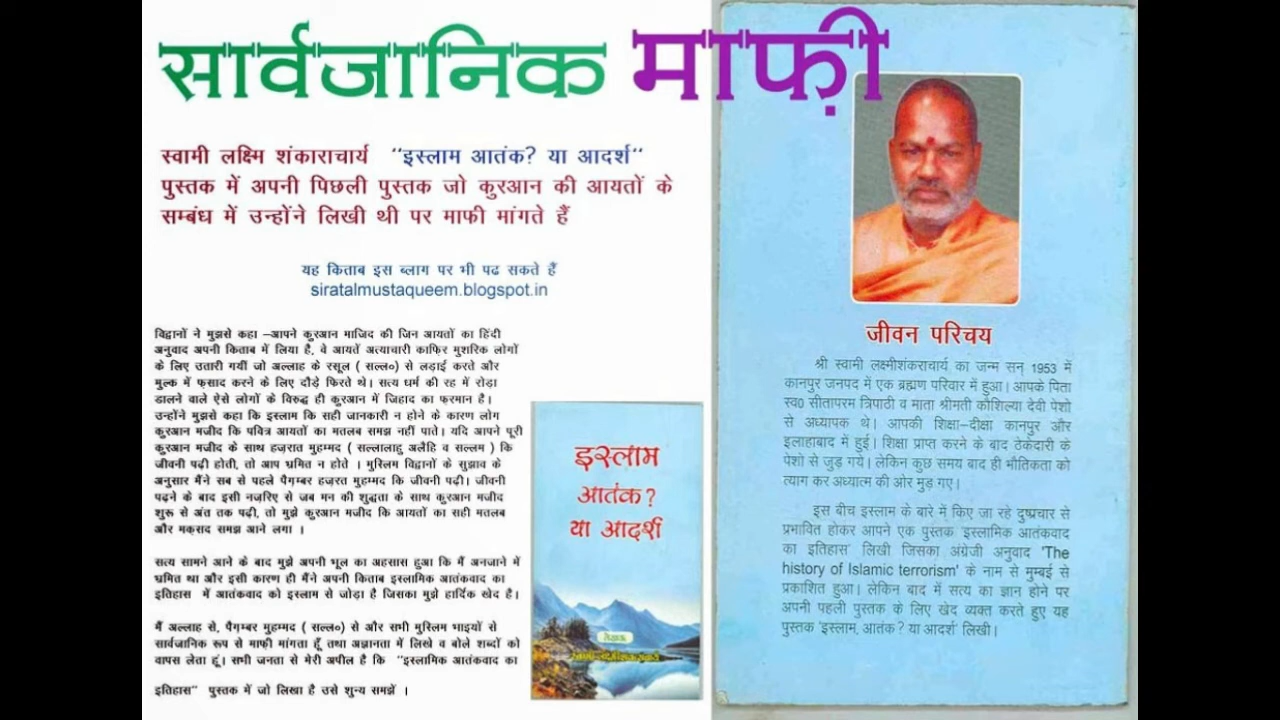 सार्वजानिक माफ़ी
स्वामी लक्ष्मि शंकाराचार्य “इस्लाम आतंक? या आदर्श“
पुस्तक में अपनी पिछली पुस्तक जो कुरआन की आयतों के
सम्बंध में उन्होंने लिखी थी पर माफी मांगते हैं
यह किताब इस ब्लाग पर भी पढ सकते हैं
siratalmustaqueem.blogspot.in
विद्वानों ने मुझसे कहा –आपने कुरआन माजिद की जिन आयतों का हिंदी
अनुवाद अपनी किताब में लिया है, वे आयतें अत्याचारी काफ़िर मुशरिक लोगों
के लिए उतारी गयीं जो अल्लाह के रसूल ( सल्ल०) से लड़ाई करते और
मुल्क में फ़साद करने के लिए दौड़े फिरते थे। सत्य धर्म की रह में रोड़ा
डालने वाले ऐसे लोगों के विरुद्ध ही कुरआन में जिहाद का फ़रमान है।
उन्होंने मुझसे कहा कि इस्लाम कि सही जानकारी न होने के कारण लोग
कुरआन मजीद कि पवित्र आयतों का मतलब समझ नहीं पाते। यदि आपने पूरी
कुरआन मजीद के साथ हज़रात मुहम्मद ( सल्लालाहु अलैहि व सल्लम ) कि
जीवनी पढ़ी होती, तो आप भ्रमित न होते । मुस्लिम विद्वानों के सुझाव के
अनुसार मैंने सब से पहले पैगम्बर हज़रत मुहम्मद कि जीवनी पढ़ी। जीवनी
पढ़ने के बाद इसी नज़रिए से जब मन की शुद्धता के साथ कुरआन मजीद
शुरू से अंत तक पढ़ी, तो मुझे कुरआन मजीद कि आयतों का सही मतलब
और मक़सद समझ आने लगा ।
सत्य सामने आने के बाद मुझे अपनी भूल का अहसास हुआ कि मैं अनजाने में
भ्रमित था और इसी कारण ही मैंने अपनी किताब इस्लामिक आतंकवाद का
इतिहास में आतंकवाद को इस्लाम से जोड़ा है जिसका मुझे हार्दिक खेद है।
मैं अल्लाह से, पैगम्बर मुहम्मद ( सल्ल०) से और सभी मुस्लिम भाइयों से
सार्वजानिक रूप से माफ़ी मांगता हूँ तथा अज्ञानता में लिखे व बोले शब्दों को
वापस लेता हूं। सभी जनता से मेरी अपील है कि “इस्लामिक आतंकवाद का
इतिहास“ पुस्तक में जो लिखा है उसे शुन्य समझें ।
इस्लाम
आतंक?
या आदर्श
लेखक
स्वामी लक्ष्मीशंकराचार्य
जीवन परिचय
श्री स्वामी लक्ष्मीशंकराचार्य का जन्म सन् 1953 में
कानपुर जनपद में एक ब्रह्मण परिवार में हुआ। आपके पिता
स्व० सीतापरम त्रिपाठी व माता श्रीमती कौशिल्या देवी पेशो
से अध्यापक थे। आपकी शिक्षा–दीक्षा कानपुर और
इलाहाबाद में हुई। शिक्षा प्राप्त करने के बाद ठेकेदारी के
पेशो से जुड़ गये। लेकिन कुछ समय बाद ही भौतिकता को
त्याग कर अध्यात्म की ओर मुड़ गए।
इस बीच इस्लाम के बारे में किए जा रहे दुष्प्रचार से
प्रभावित होकर आपने एक पुस्तक 'इस्लामिक आतंकवाद
का इतिहास' लिखी जिसका अंग्रेजी अनुवाद 'The
history of Islamic terrorism' के नाम से मुम्बई से
प्रकाशित हुआ। लेकिन बाद में सत्य का ज्ञान होने पर
अपनी पहली पुस्तक के लिए खेद व्यक्त करते हुए यह
पुस्तक 'इस्लाम, आतंक? या आदर्श' लिखी।